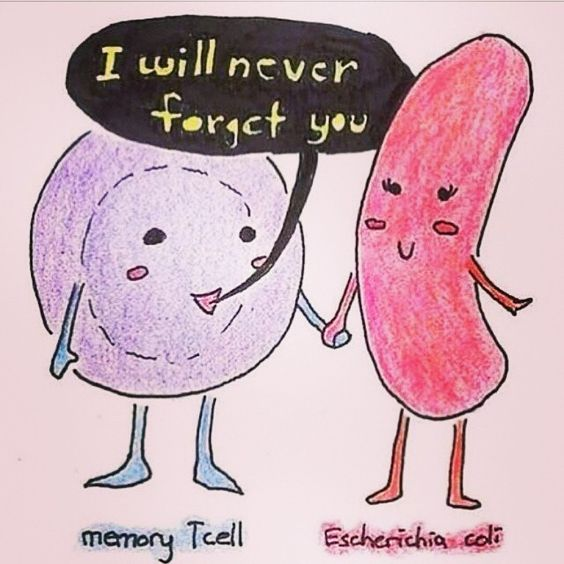 I will never
forget you
memory Tcell
Escherichia coli